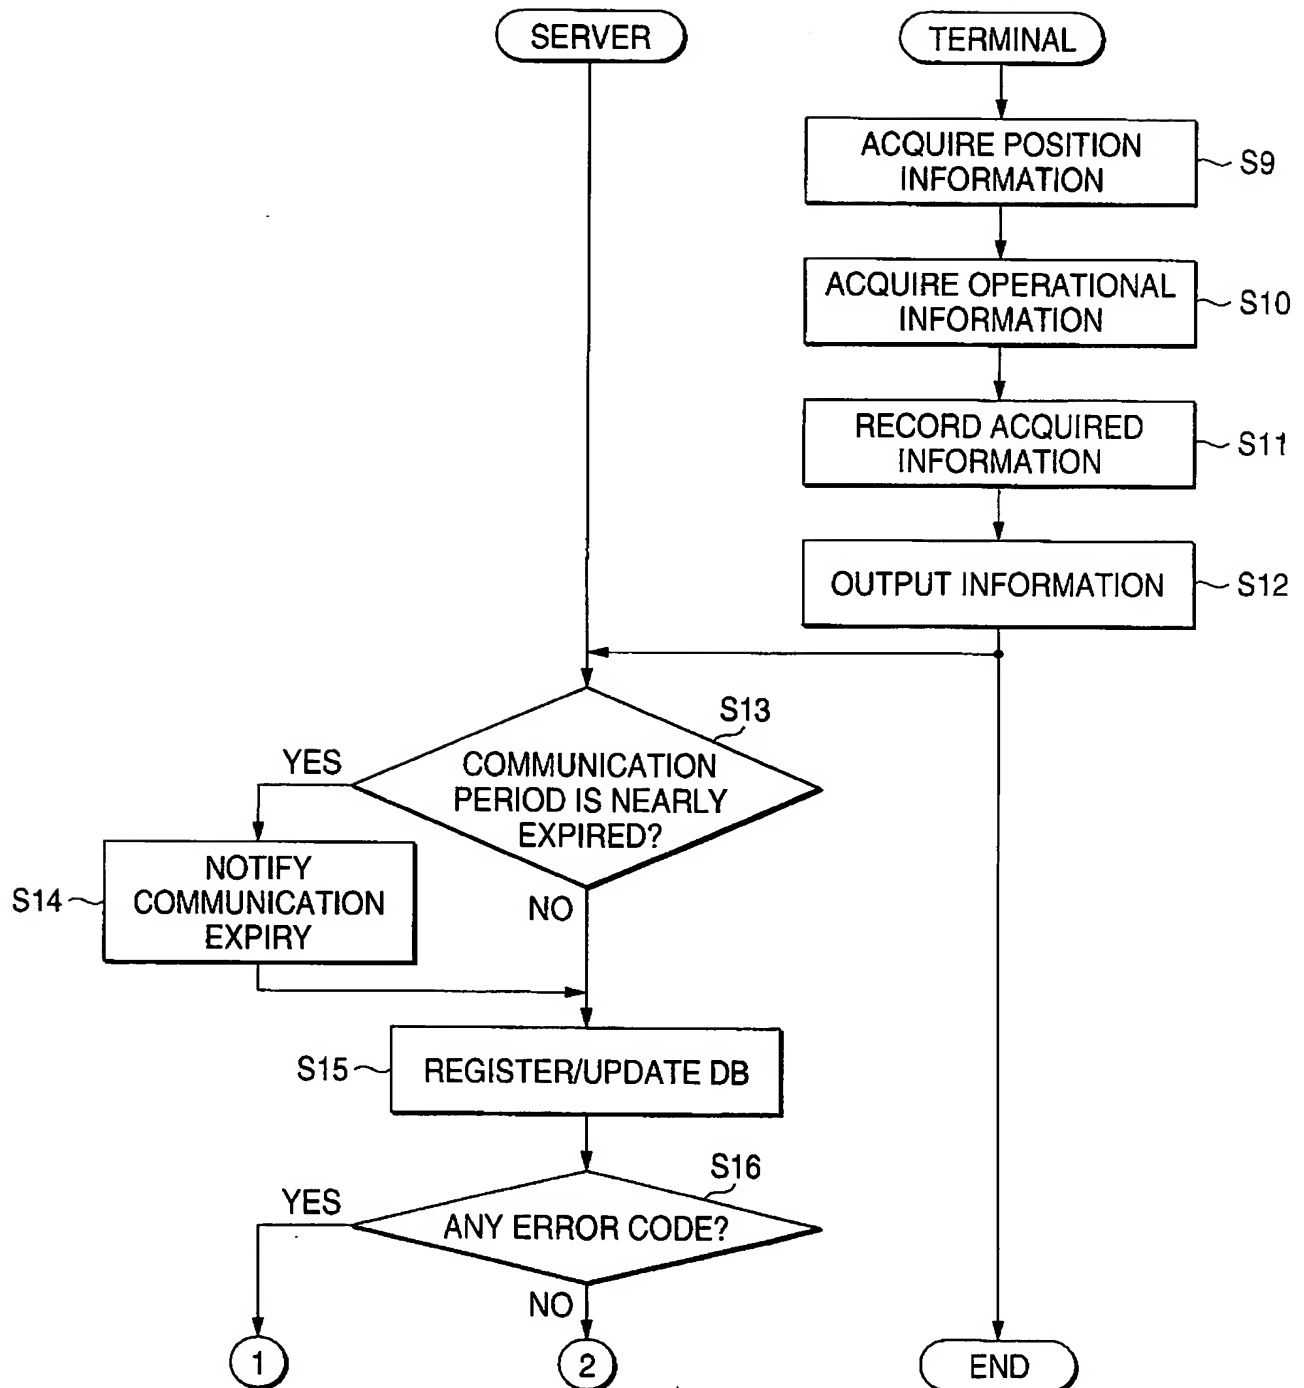 SERVER
TERMINAL
ACQUIRE POSITION
INFORMATION
S9
ACQUIRE OPERATIONAL
INFORMATION
S10
RECORD ACQUIRED
INFORMATION
S11
OUTPUT INFORMATION
S12
S13
YES
COMMUNICATION
PERIOD IS NEARLY
EXPIRED?
NO
S14
NOTIFY
COMMUNICATION
EXPIRY
S15
REGISTER/UPDATE DB
S16
YES
ANY ERROR CODE?
NO
1
2
END